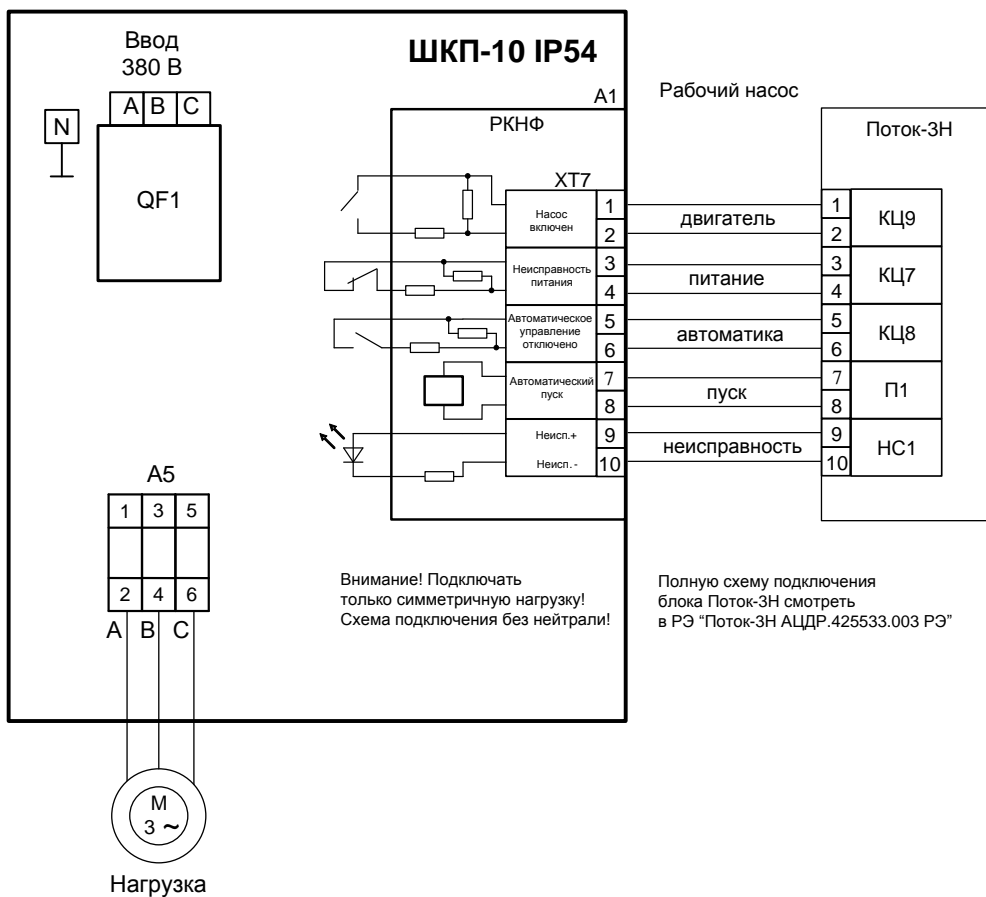 ШКП-10 IP54
Ввод
380 В
A B C
N
QF1
A1
РКНФ
XT7
Насос
включен
1
2
Неисправность
питания
3
4
Автоматическое
управление
отключено
5
6
Автоматический
пуск
7
8
Неисп.+
9
Неисп.-
10
Рабочий насос
двигатель
питание
автоматика
пуск
неисправность
Поток-3Н
1
2
КЦ9
3
4
КЦ7
5
6
КЦ8
7
8
П1
9
10
НС1
A5
1 3 5
2 4 6
A B C
Внимание! Подключать
только симметричную нагрузку!
Схема подключения без нейтрали!
Полную схему подключения
блока Поток-3Н смотреть
в РЭ “Поток-3Н АЦДР.425533.003 РЭ”
М
3 ~
Нагрузка